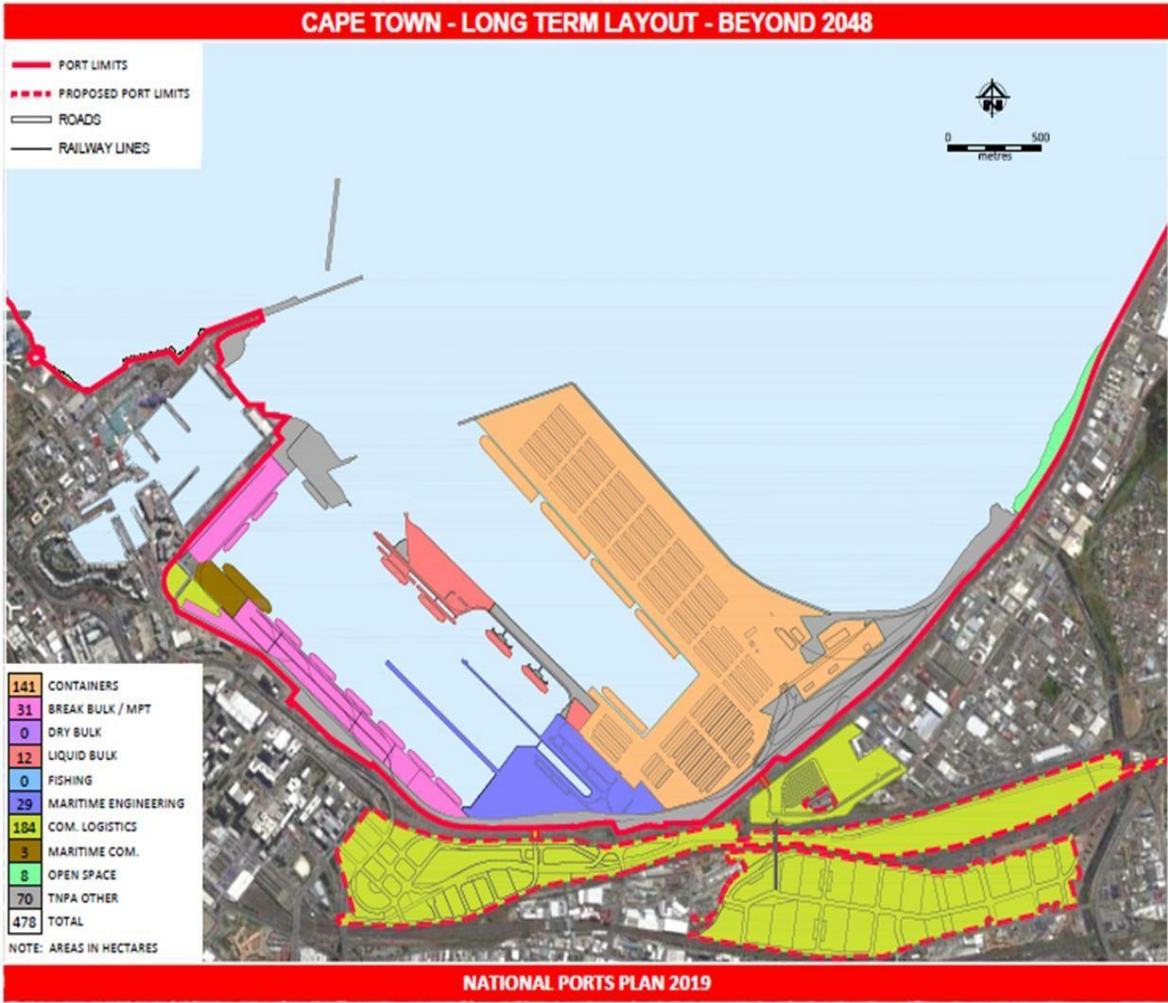 CAPE TOWN - LONG TERM LAYOUT - BEYOND 2048
PORT LIMITS
PROPOSED PORT LIMITS
ROADS
RAILWAY LINES
N
0 500
metres
141 CONTAINERS
31 BREAK BULK / MPT
0 DRY BULK
12 LIQUID BULK
0 FISHING
29 MARITIME ENGINEERING
184 COM. LOGISTICS
3 MARITIME COM.
8 OPEN SPACE
70 TNPA OTHER
478 TOTAL
NOTE: AREAS IN HECTARES
NATIONAL PORTS PLAN 2019